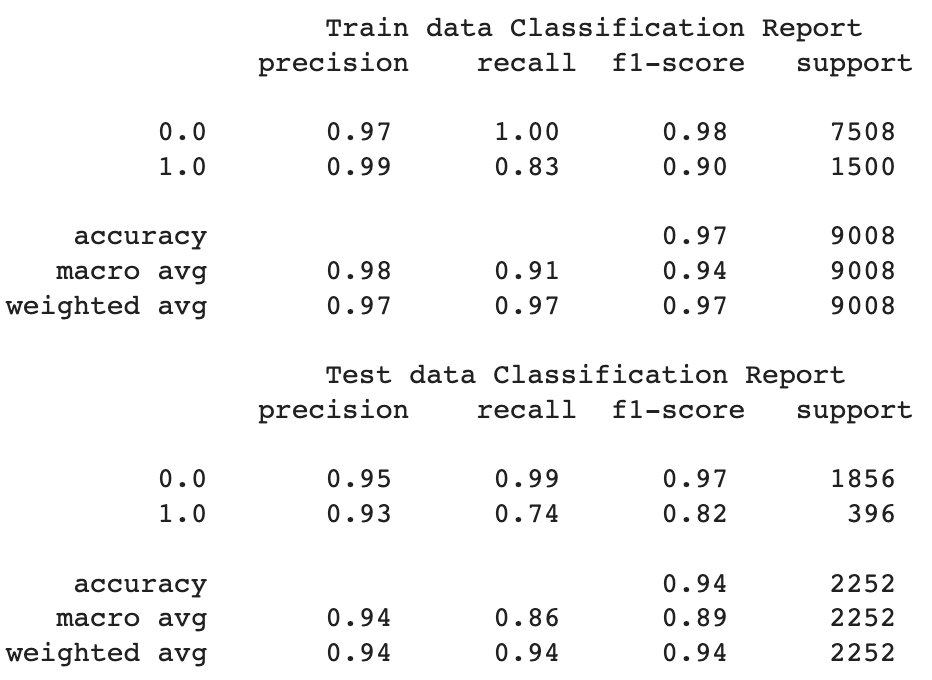 Train data Classification Report
precision recall f1-score support
0.0 0.97 1.00 0.98 7508
1.0 0.99 0.83 0.90 1500
accuracy 0.97 9008
macro avg 0.98 0.91 0.94 9008
weighted avg 0.97 0.97 0.97 9008
Test data Classification Report
precision recall f1-score support
0.0 0.95 0.99 0.97 1856
1.0 0.93 0.74 0.82 396
accuracy 0.94 2252
macro avg 0.94 0.86 0.89 2252
weighted avg 0.94 0.94 0.94 2252